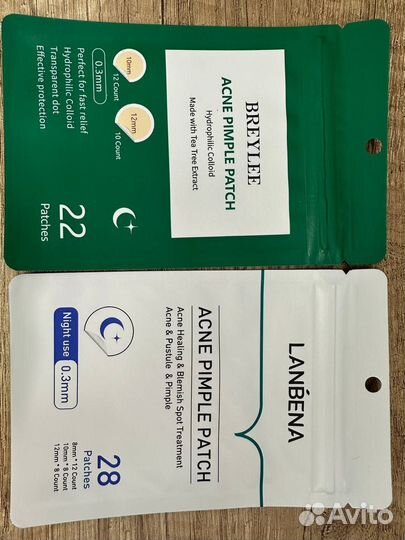 BREYLEE
ACNE PIMPLE PATCH
Hydrophilic Colloid
Made with Tea Tree Extract
10mm
12 Count
12mm
10 Count
0.3mm
Perfect for fast relief
Hydrophilic Colloid
Transparent dot
Effective protection
22
Patches
LANBÉNA
ACNE PIMPLE PATCH
Acne Healing & Blemish Spot Treatment
Acne & Pustule & Pimple
Night use
0.3mm
28
Patches
8mm * 12 Count
10mm * 8 Count
12mm * 8 Count
Avito